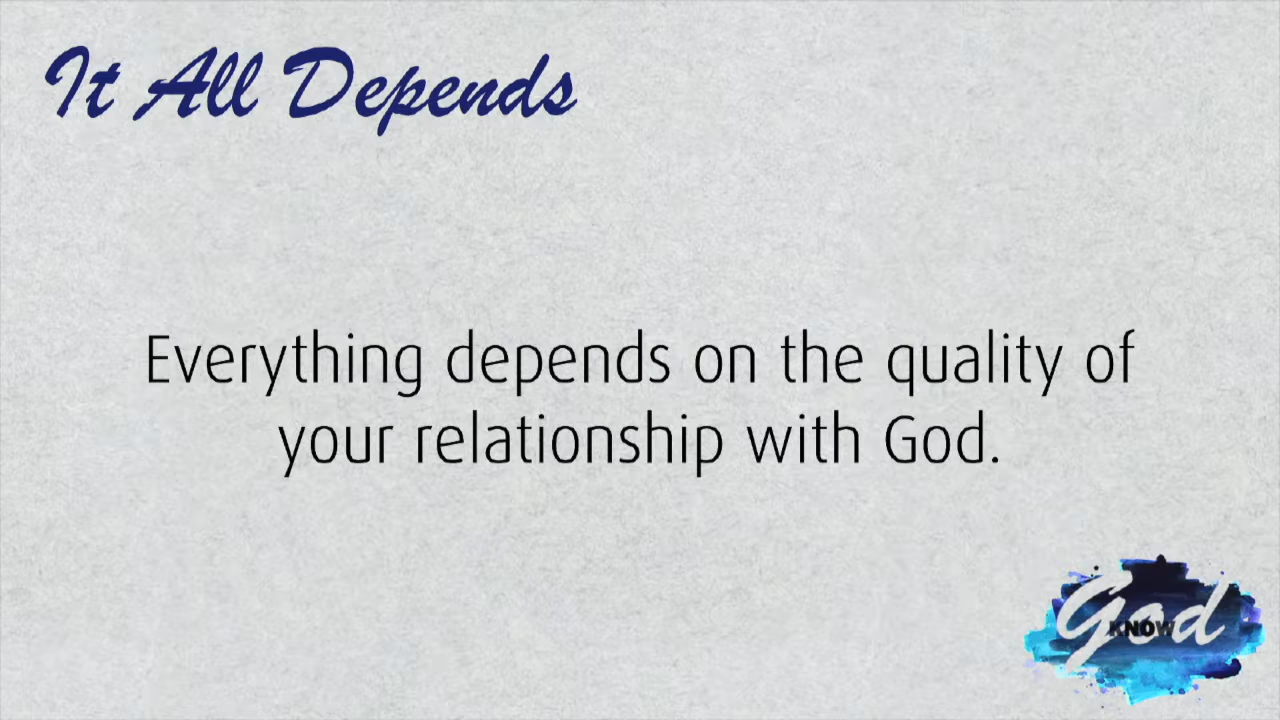 It All Depends
Everything depends on the quality of
your relationship with God.
God
KNOW